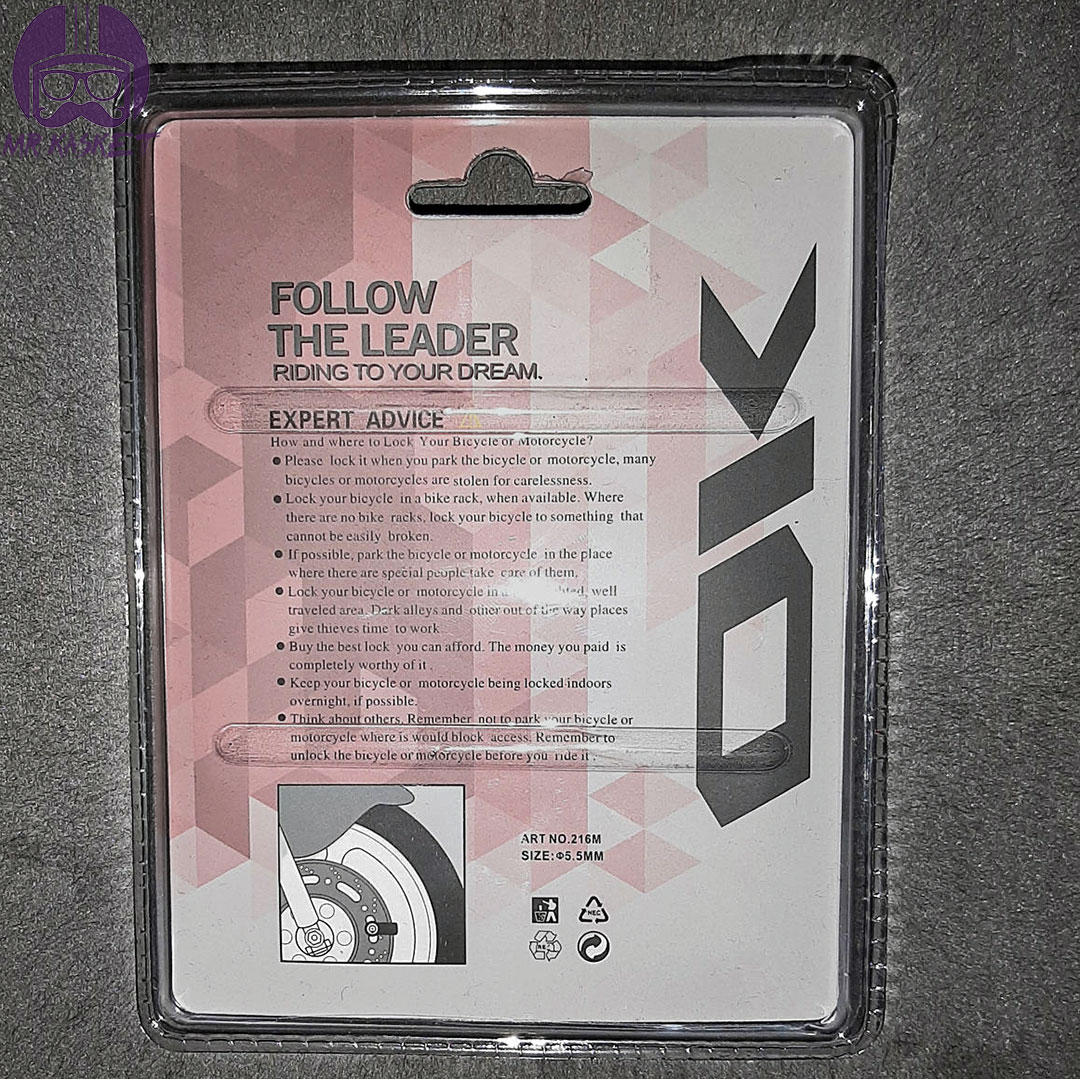 MR KASKETT
FOLLOW
THE LEADER
RIDING TO YOUR DREAM.
EXPERT ADVICE
How and where to Lock Your Bicycle or Motorcycle?
● Please lock it when you park the bicycle or motorcycle, many
bicycles or motorcycles are stolen for carelessness.
● Lock your bicycle in a bike rack, when available. Where
there are no bike racks, lock your bicycle to something that
cannot be easily broken.
● If possible, park the bicycle or motorcycle in the place
where there are special people take care of them.
● Lock your bicycle or motorcycle in a well
traveled area. Dark alleys and other out of the way places
give thieves time to work
● Buy the best lock you can afford. The money you paid is
completely worthy of it .
● Keep your bicycle or motorcycle being locked indoors
overnight, if possible.
● Think about others. Remember not to park your bicycle or
motorcycle where is would block access. Remember to
unlock the bicycle or motorcycle before you ride it .
OIK
ART NO.216M
SIZE:Φ5.5MM